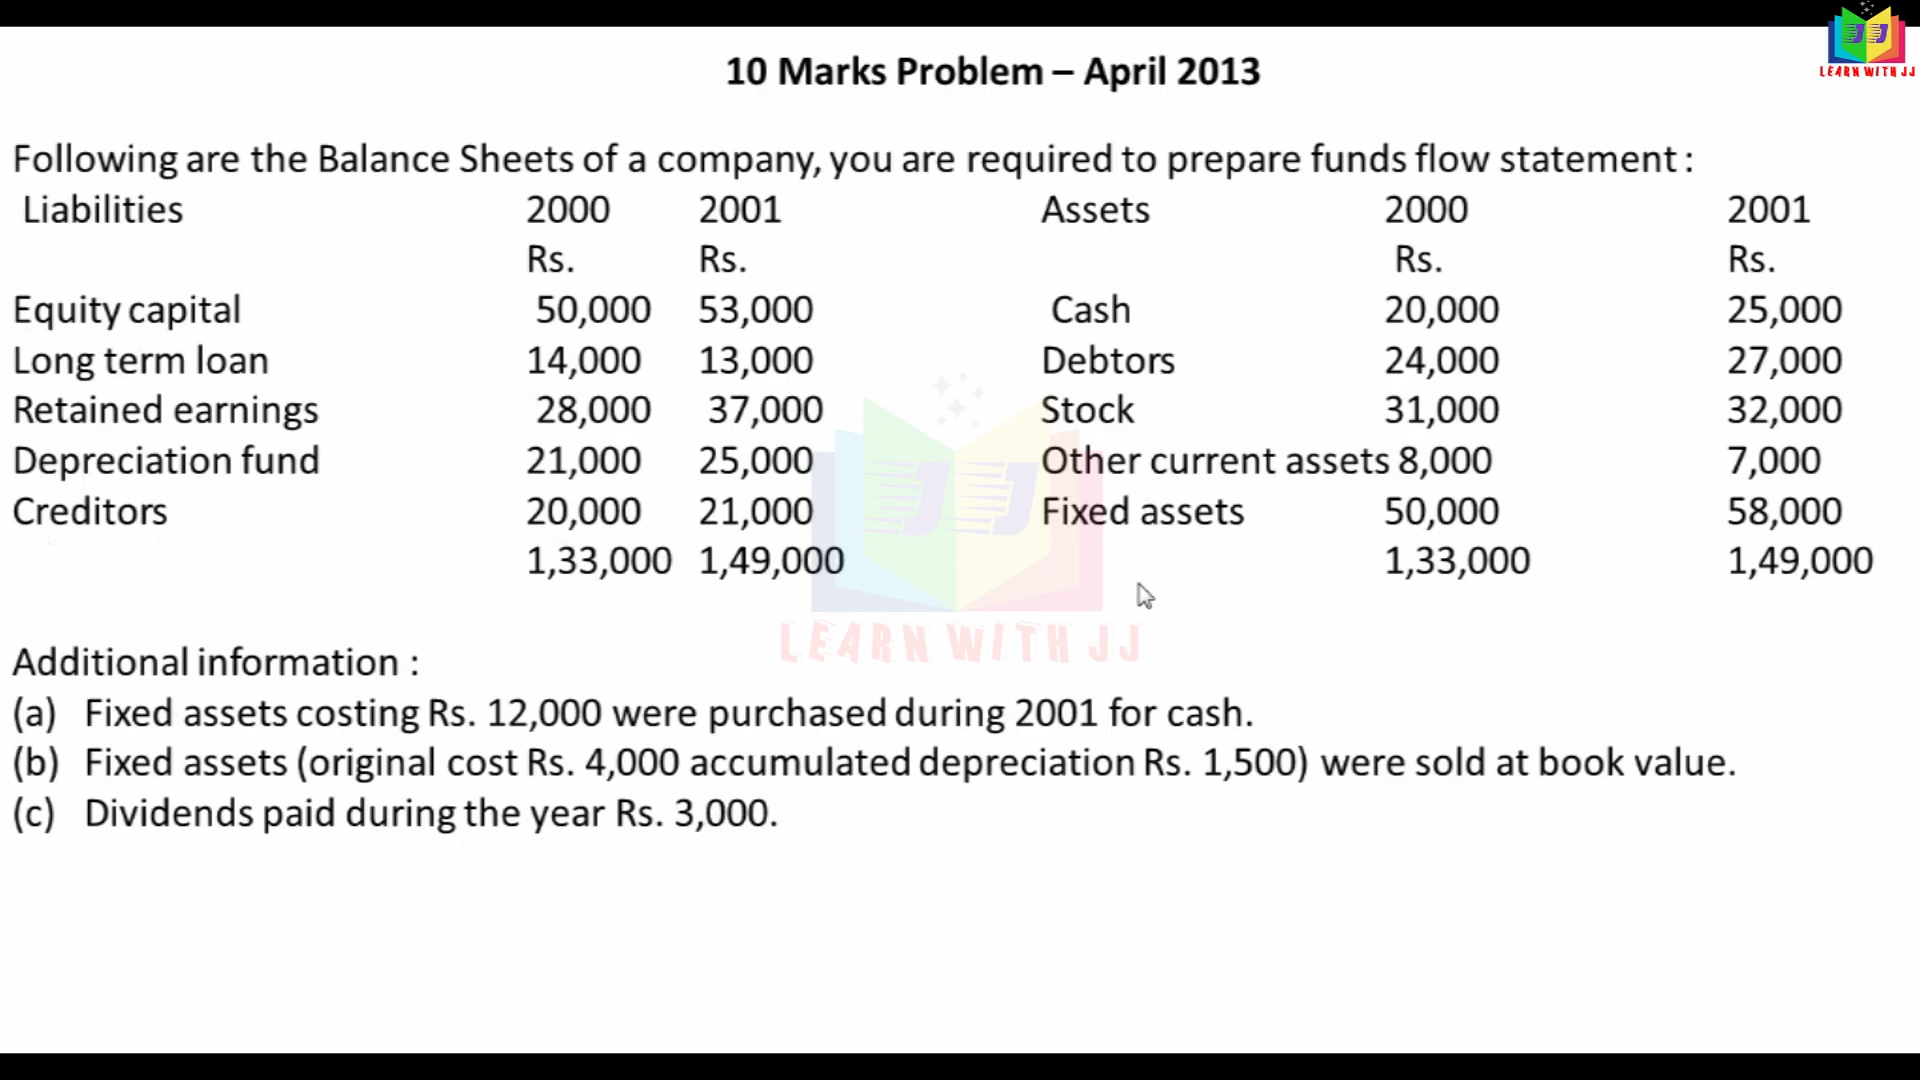 LEARN WITH JJ
10 Marks Problem – April 2013
Following are the Balance Sheets of a company, you are required to prepare funds flow statement :
Liabilities 2000 2001 Assets 2000 2001
Rs. Rs. Rs. Rs.
Equity capital 50,000 53,000 Cash 20,000 25,000
Long term loan 14,000 13,000 Debtors 24,000 27,000
Retained earnings 28,000 37,000 Stock 31,000 32,000
Depreciation fund 21,000 25,000 Other current assets 8,000 7,000
Creditors 20,000 21,000 Fixed assets 50,000 58,000
1,33,000 1,49,000 1,33,000 1,49,000
LEARN WITH JJ
Additional information :
(a) Fixed assets costing Rs. 12,000 were purchased during 2001 for cash.
(b) Fixed assets (original cost Rs. 4,000 accumulated depreciation Rs. 1,500) were sold at book value.
(c) Dividends paid during the year Rs. 3,000.